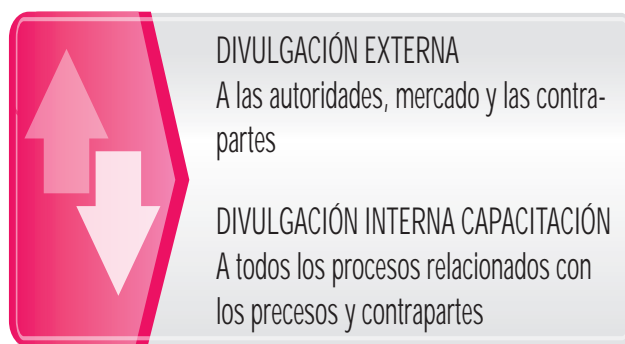 DIVULGACIÓN EXTERNA
A las autoridades, mercado y las contra-
partes
DIVULGACIÓN INTERNA CAPACITACIÓN
A todos los procesos relacionados con
los precesos y contrapartes